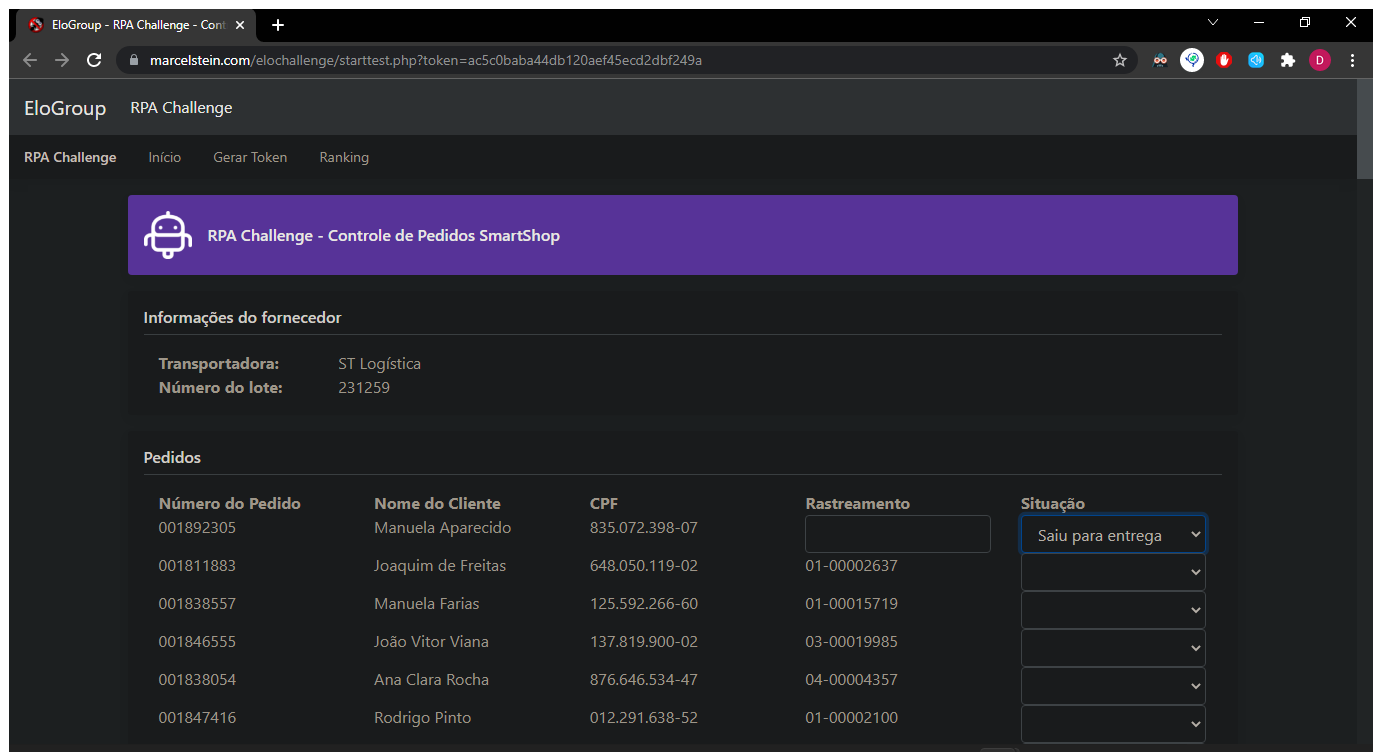 EloGroup - RPA Challenge - Cont
marcelstein.com/elochallenge/starttest.php?token=ac5c0baba44db120aef45ecd2dbf249a
D
EloGroup RPA Challenge
RPA Challenge Início Gerar Token Ranking
RPA Challenge - Controle de Pedidos SmartShop
Informações do fornecedor
Transportadora: ST Logística
Número do lote: 231259
Pedidos
Número do Pedido Nome do Cliente CPF Rastreamento Situação
001892305 Manuela Aparecido 835.072.398-07 Saiu para entrega
001811883 Joaquim de Freitas 648.050.119-02 01-00002637
001838557 Manuela Farias 125.592.266-60 01-00015719
001846555 João Vitor Viana 137.819.900-02 03-00019985
001838054 Ana Clara Rocha 876.646.534-47 04-00004357
001847416 Rodrigo Pinto 012.291.638-52 01-00002100